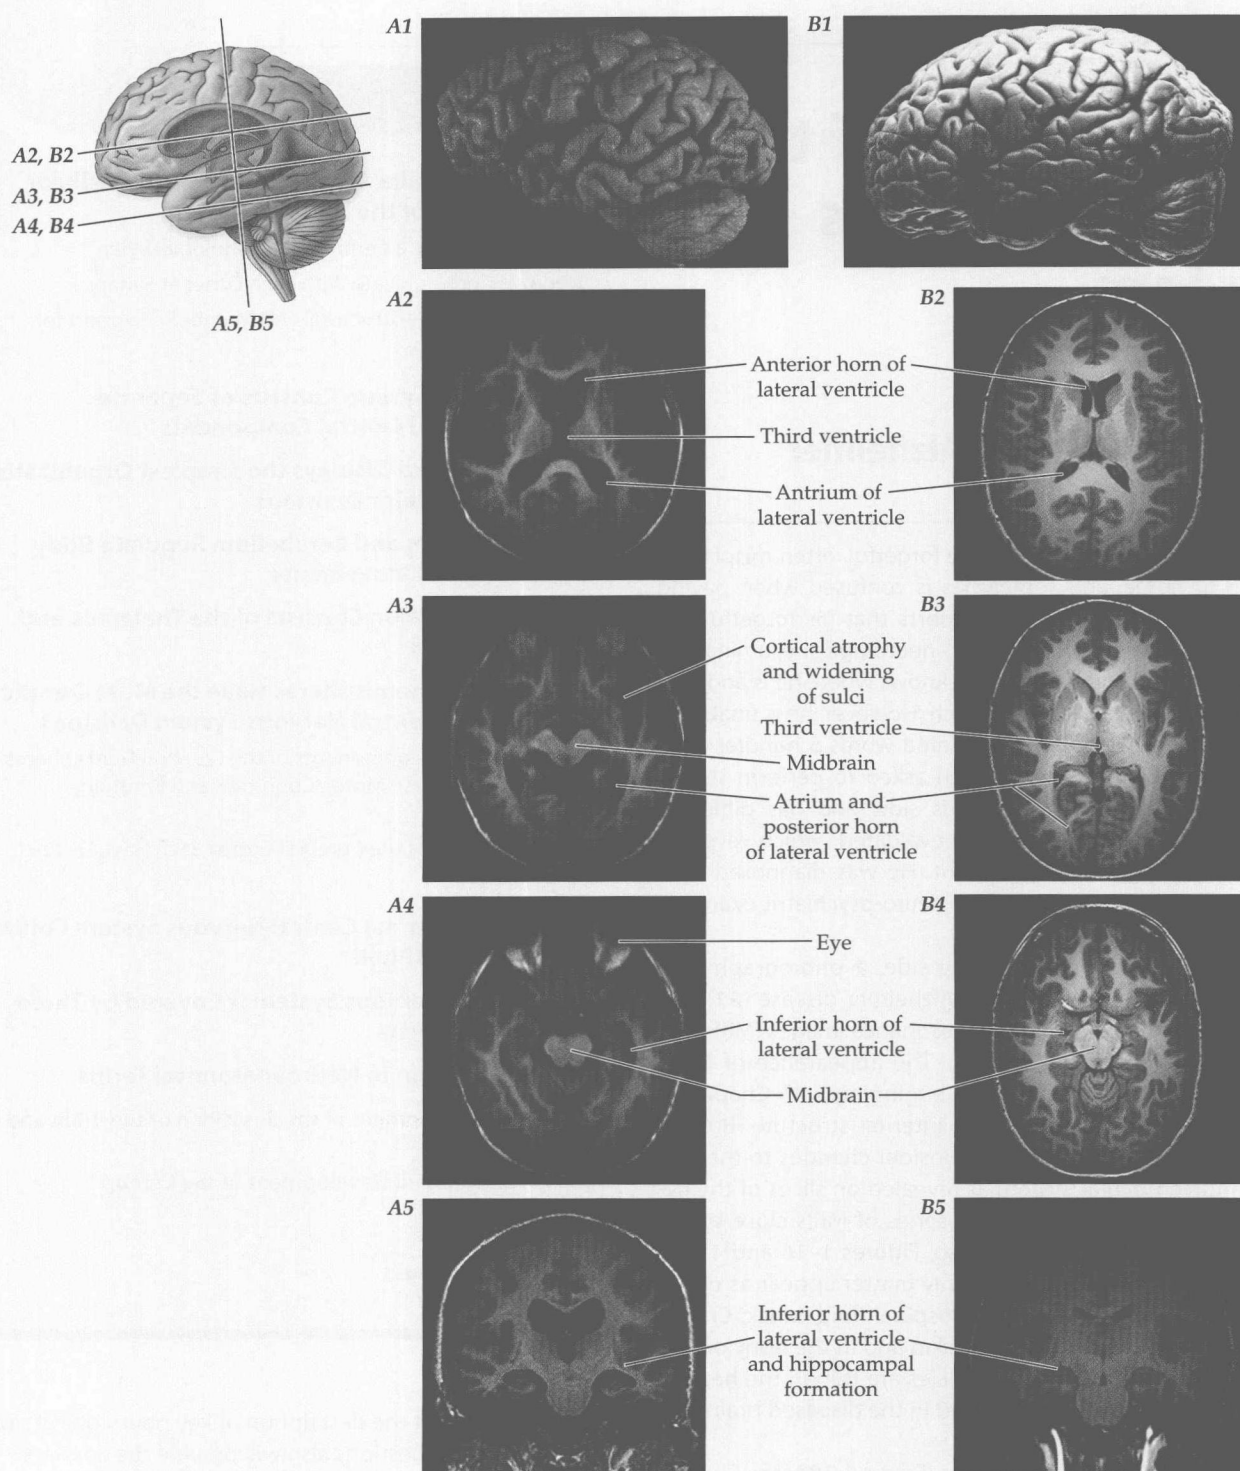 A1
B1
A2, B2
A3, B3
A4, B4
A5, B5
A2
B2
Anterior horn of
lateral ventricle
Third ventricle
Antrium of
lateral ventricle
A3
B3
Cortical atrophy
and widening
of sulci
Third ventricle
Midbrain
Atrium and
posterior horn
of lateral ventricle
A4
B4
Eye
Inferior horn of
lateral ventricle
Midbrain
A5
B5
Inferior horn of
lateral ventricle
and hippocampal
formation